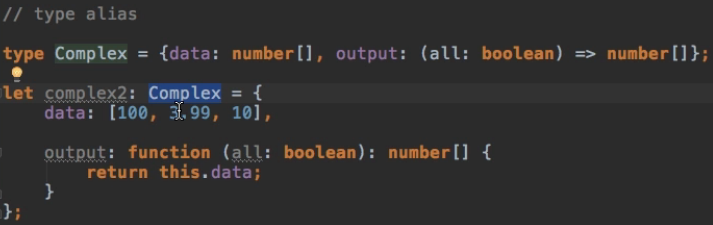 // type alias
type Complex = {data: number[], output: (all: boolean) => number[]};
let complex2: Complex = {
data: [100, 3.99, 10],
output: function (all: boolean): number[] {
return this.data;
}
};